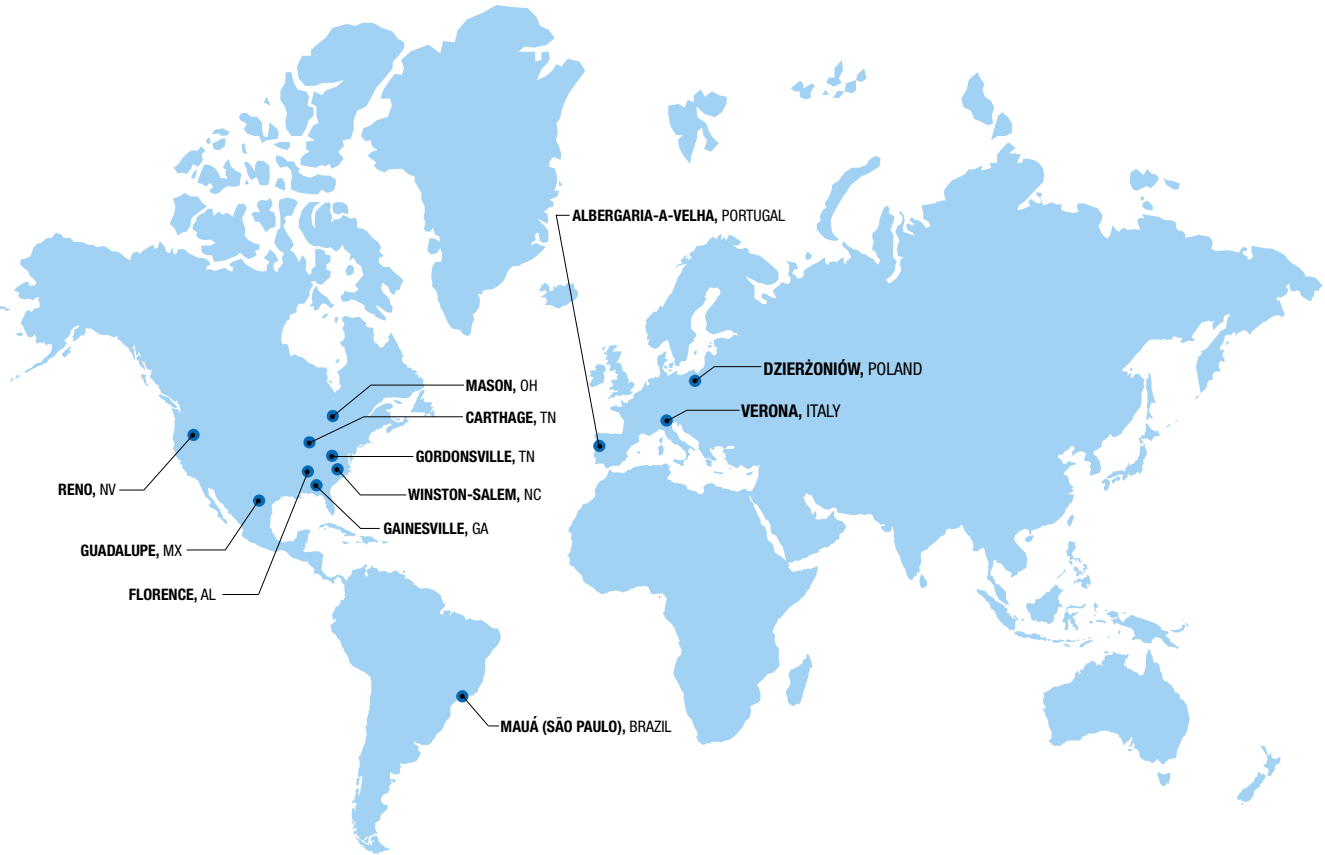 ALBERGARIA-A-VELHA, PORTUGAL
DZIERŻONIÓW, POLAND
MASON, OH
VERONA, ITALY
CARTHAGE, TN
GORDONSVILLE, TN
RENO, NV
WINSTON-SALEM, NC
GAINESVILLE, GA
GUADALUPE, MX
FLORENCE, AL
MAUÁ (SÃO PAULO), BRAZIL